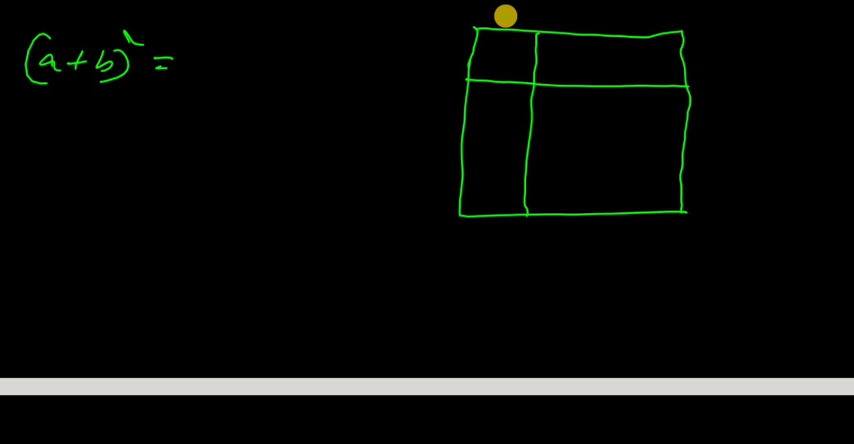 (a+b)² =